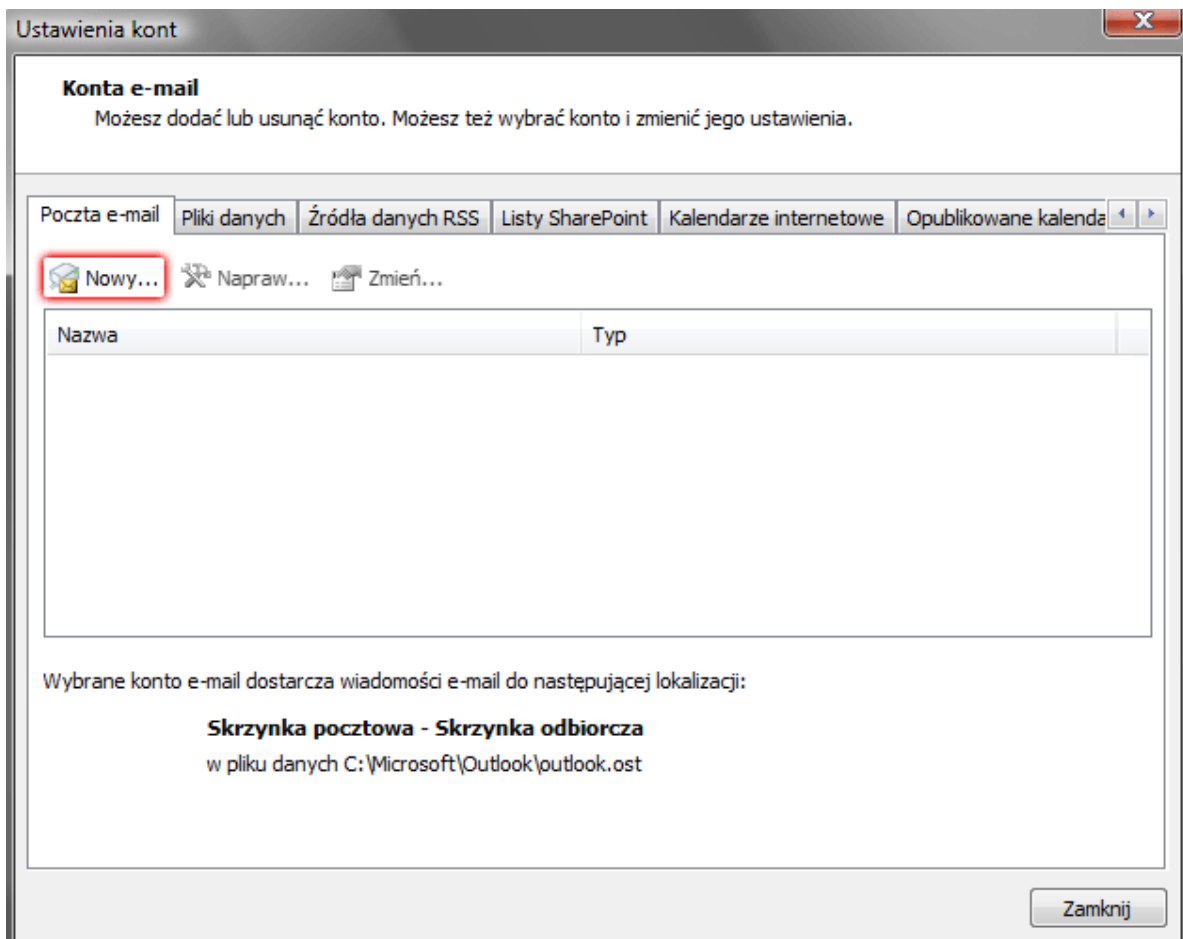 Ustawienia kont
Konta e-mail
Możesz dodać lub usunąć konto. Możesz też wybrać konto i zmienić jego ustawienia.
Poczta e-mail Pliki danych Źródła danych RSS Listy SharePoint Kalendarze internetowe Opublikowane kalenda
Nowy... Napraw... Zmień...
Nazwa Typ
Wybrane konto e-mail dostarcza wiadomości e-mail do następującej lokalizacji:
Skrzynka pocztowa - Skrzynka odbiorcza
w pliku danych C:\Microsoft\Outlook\outlook.ost
Zamknij